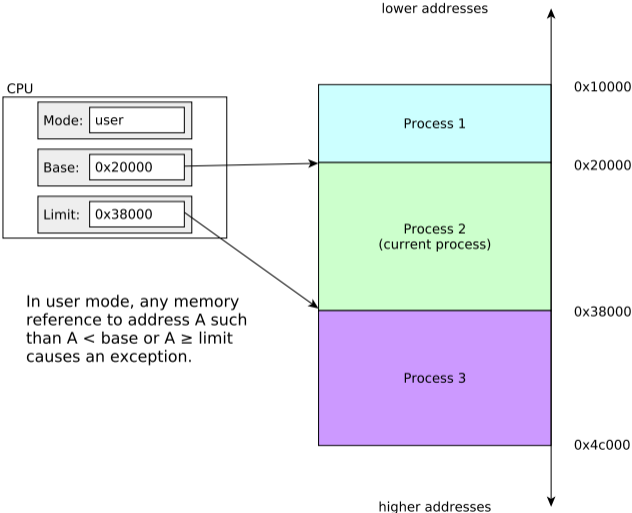 lower addresses
CPU
Mode: user
Base: 0x20000
Limit: 0x38000
In user mode, any memory
reference to address A such
than A < base or A ≥ limit
causes an exception.
Process 1
Process 2
(current process)
Process 3
0x10000
0x20000
0x38000
0x4c000
higher addresses